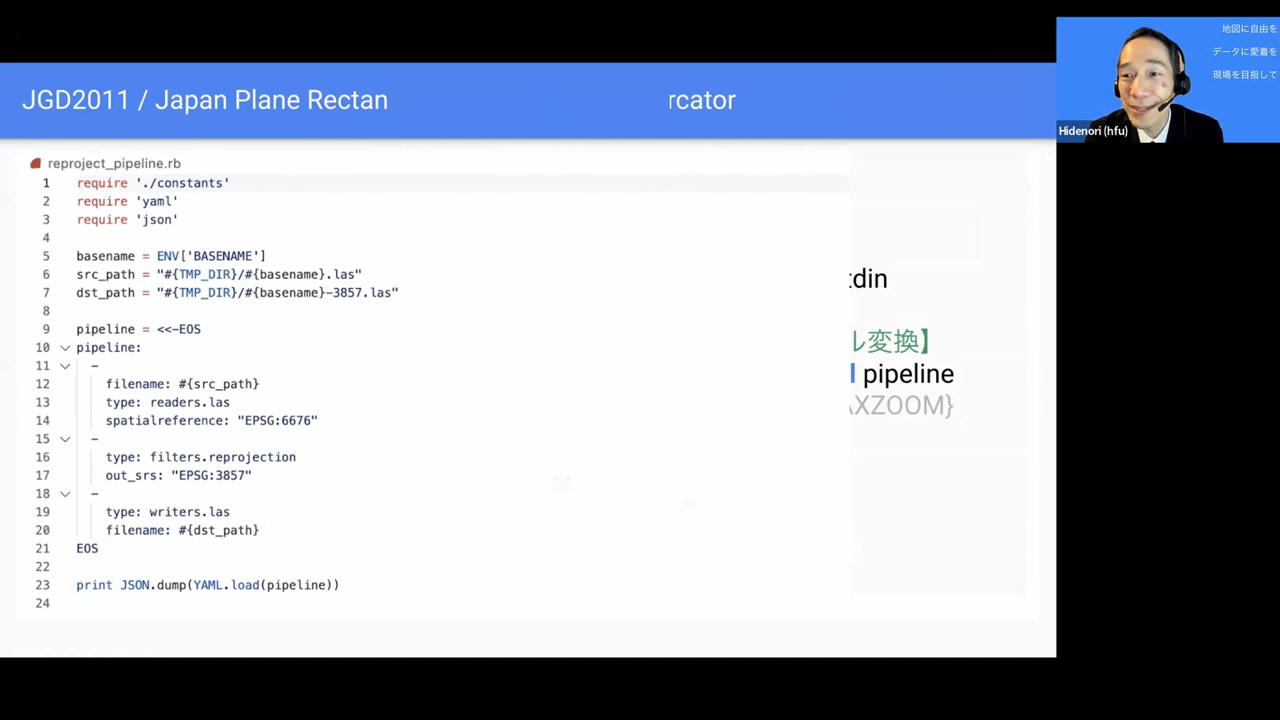 JGD2011 / Japan Plane Rectan
rcator
地図に自由を
データに愛着を
現場を目指して
Hidenori (hfu)
reproject_pipeline.rb
1 require './constants'
2 require 'yaml'
3 require 'json'
4
5 basename = ENV['BASENAME']
6 src_path = "#{TMP_DIR}/#{basename}.las"
7 dst_path = "#{TMP_DIR}/#{basename}-3857.las"
8
9 pipeline = <<-EOS
10 pipeline:
11 -
12 filename: #{src_path}
13 type: readers.las
14 spatialreference: "EPSG:6676"
15 -
16 type: filters.reprojection
17 out_srs: "EPSG:3857"
18 -
19 type: writers.las
20 filename: #{dst_path}
21 EOS
22
23 print JSON.dump(YAML.load(pipeline))
24
tdin
ル変換】
pipeline
AXZOOM}